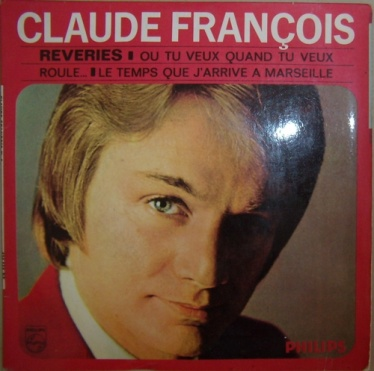 CLAUDE FRANÇOIS
REVERIES ▮ OU TU VEUX QUAND TU VEUX
ROULE.. ▮ LE TEMPS QUE J'ARRIVE A MARSEILLE
PHILIPS